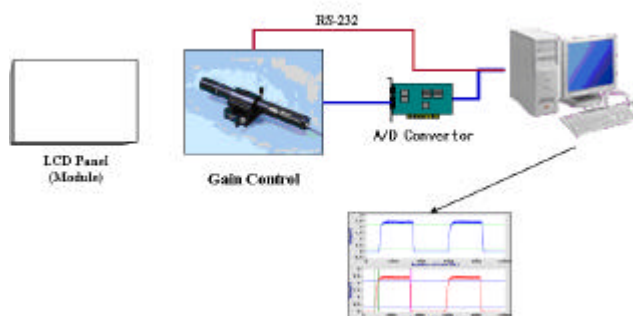 RS-232
A/D Convertor
LCD Panel
(Module)
Gain Control